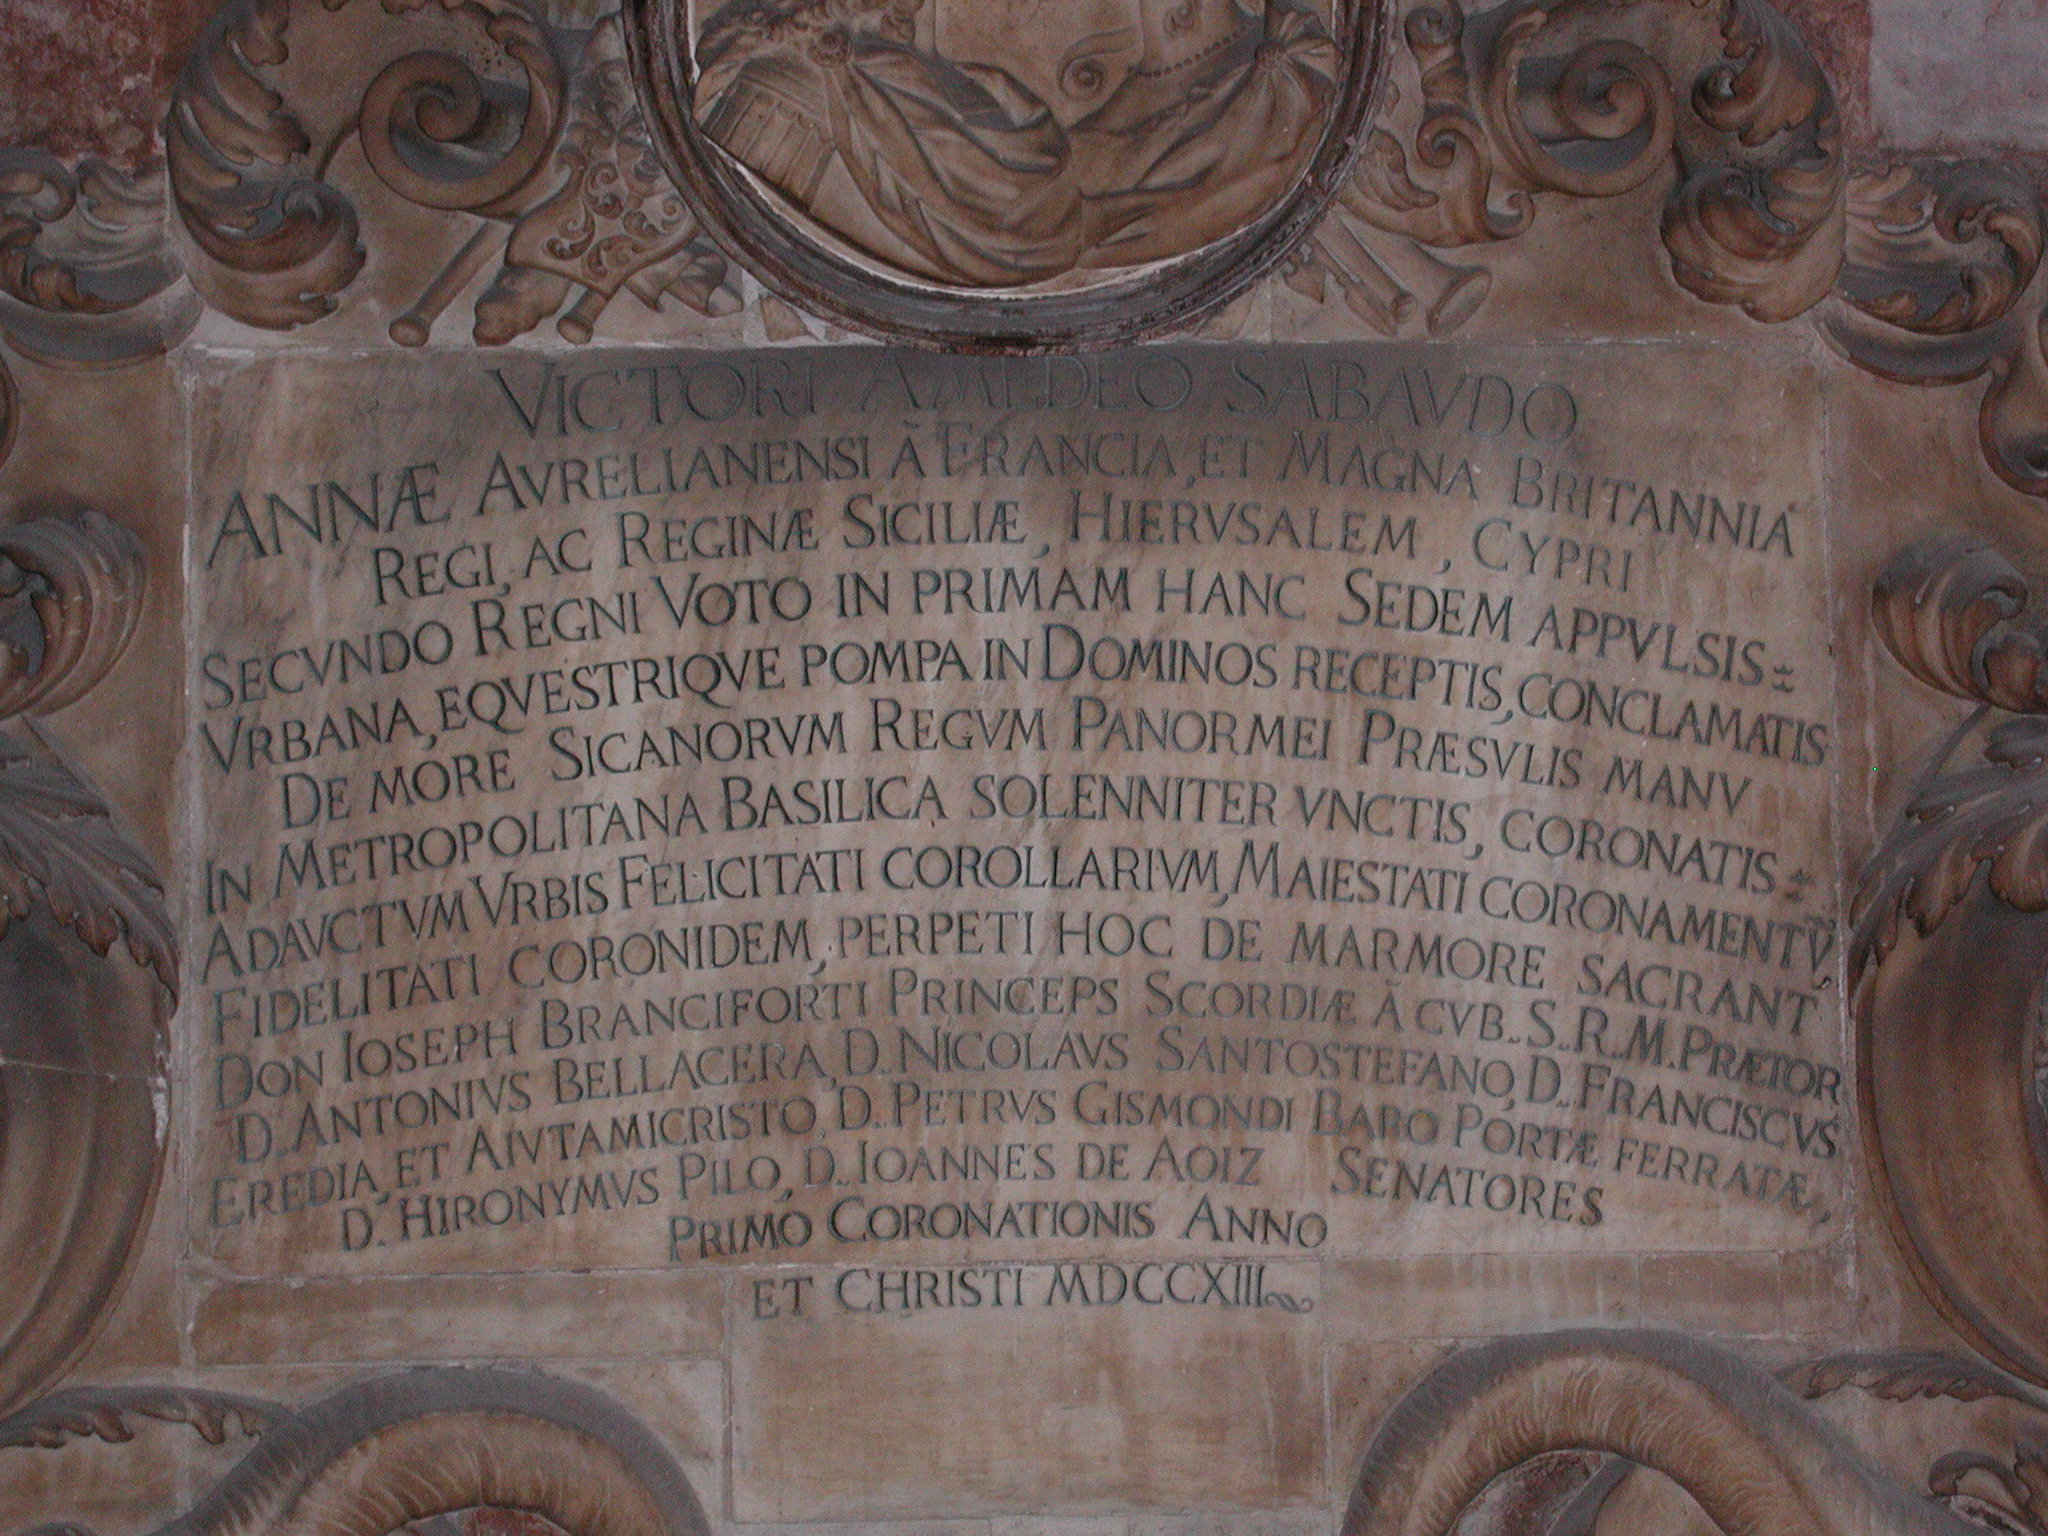 VICTORI AMEDEO SABAVDO
ANNÆ AVRELIANENSI Ã FRANCIA, ET MAGNA BRITANNIA
REGI, AC REGINÆ SICILIÆ, HIERVSALEM, CYPRI
SECVNDO REGNI VOTO IN PRIMAM HANC SEDEM APPVLSIS
VRBANA, EQVESTRIQVE POMPA IN DOMINOS RECEPTIS, CONCLAMATIS
DE MORE SICANORVM REGVM PANORMEI PRÆSVLIS MANV
IN METROPOLITANA BASILICA SOLENNITER VNCTIS, CORONATIS
ADAVCTVM VRBIS FELICITATI COROLLARIVM, MAIESTATI CORONAMENTṼ,
FIDELITATI CORONIDEM, PERPETI HOC DE MARMORE SACRANT
DON IOSEPH BRANCIFORTI PRINCEPS SCORDIÆ Ã CVB. S. R. M. PRÆTOR
D. ANTONIVS BELLACERA, D. NICOLAVS SANTOSTEFANO, D. FRANCISCVS
EREDIA, ET AIVTAMICRISTO, D. PETRVS GISMONDI BARO PORTÆ FERRATÆ,
D. HIRONYMVS PILO, D. IOANNES DE AOIZ SENATORES
PRIMO CORONATIONIS ANNO
ET CHRISTI MDCCXIII